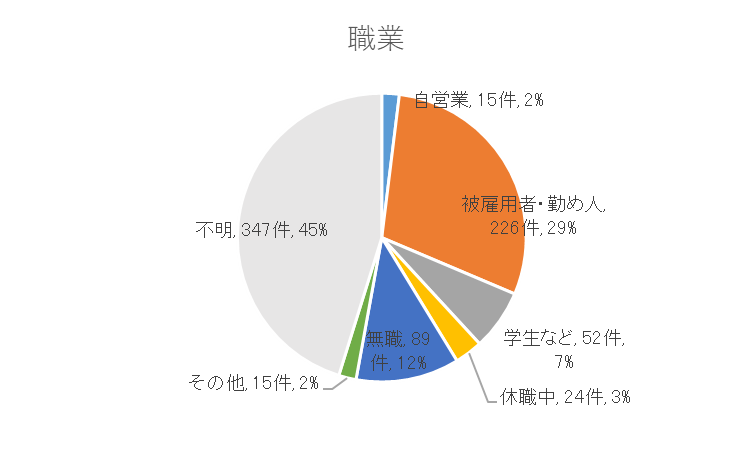 職業
自営業, 15件, 2%
被雇用者・勤め人,
226件, 29%
不明, 347件, 45%
学生など, 52件,
7%
無職, 89
件, 12%
その他, 15件, 2%
休職中, 24件, 3%